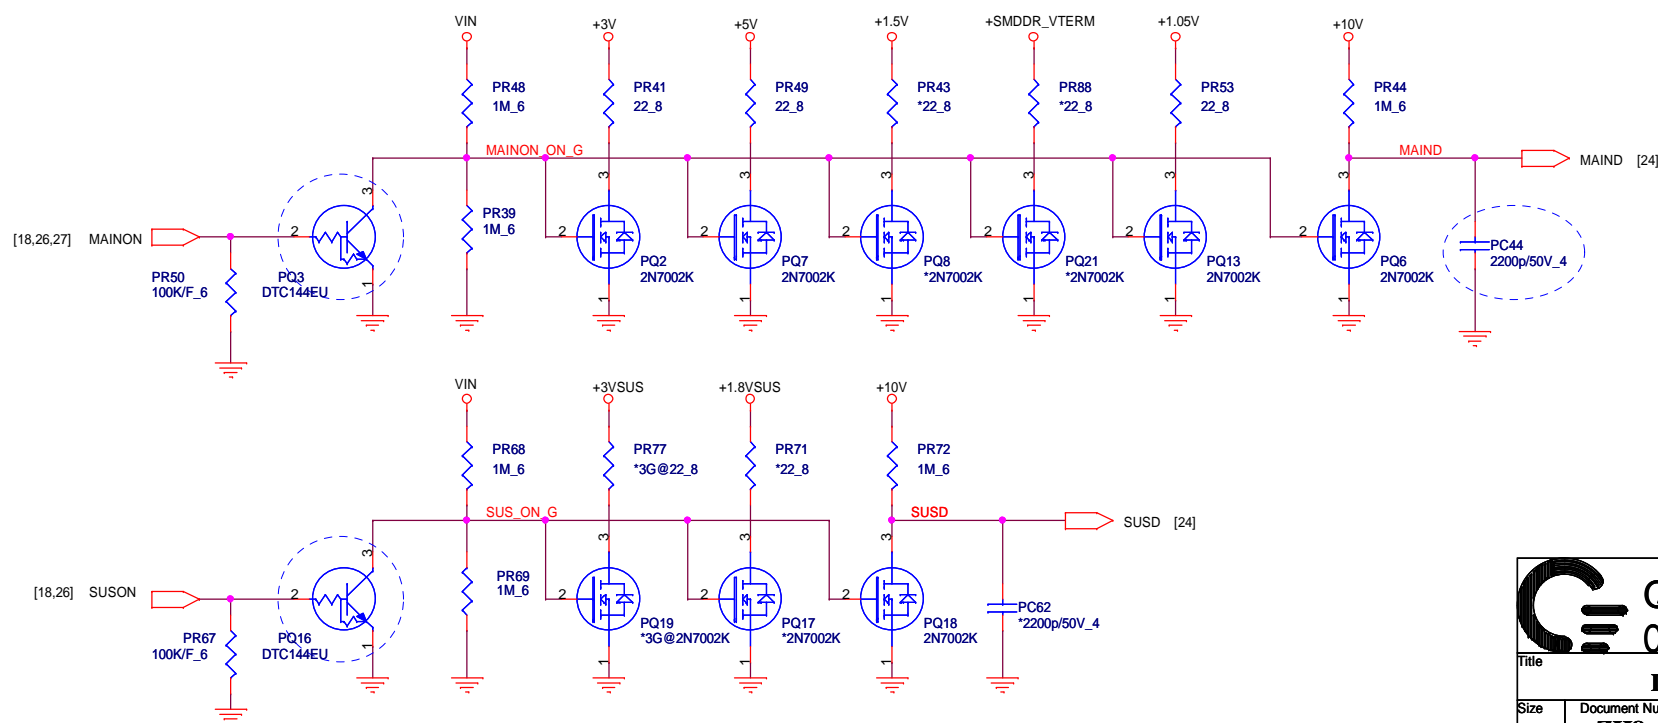 VIN
+3V
+5V
+1.5V
+SMDDR_VTERM
+1.05V
+10V
PR48
1M_6
PR41
22_8
PR49
22_8
PR43
*22_8
PR88
*22_8
PR53
22_8
PR44
1M_6
MAINON_ON_G
MAIND
MAIND [24]
[18,26,27] MAINON
2
3
1
PR50
100K/F_6
PQ3
DTC144EU
PR39
1M_6
2
3
1
PQ2
2N7002K
2
3
1
PQ7
2N7002K
2
3
1
PQ8
*2N7002K
2
3
1
PQ21
*2N7002K
2
3
1
PQ13
2N7002K
2
3
1
PQ6
2N7002K
PC44
2200p/50V_4
VIN
+3VSUS
+1.8VSUS
+10V
PR68
1M_6
PR77
*3G@22_8
PR71
*22_8
PR72
1M_6
SUS_ON_G
SUSD
SUSD [24]
[18,26] SUSON
2
3
1
PR67
100K/F_6
PQ16
DTC144EU
PR69
1M_6
2
3
1
PQ19
*3G@2N7002K
2
3
1
PQ17
*2N7002K
2
3
1
PQ18
2N7002K
PC62
*2200p/50V_4
Title
Size
Document Nu